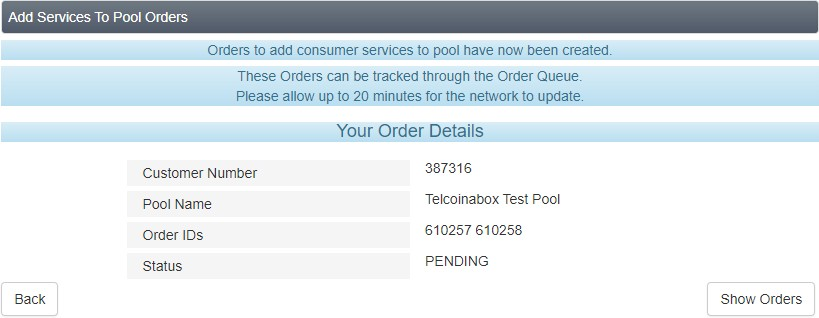 Add Services To Pool Orders
Orders to add consumer services to pool have now been created.
These Orders can be tracked through the Order Queue.
Please allow up to 20 minutes for the network to update.
Your Order Details
Customer Number 387316
Pool Name Telcoinabox Test Pool
Order IDs 610257 610258
Status PENDING
Back Show Orders